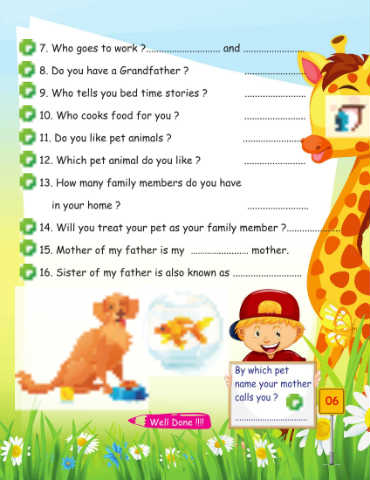 7. Who goes to work ?......................... and .....................
8. Do you have a Grandfather ? .....................
9. Who tells you bed time stories ? .....................
10. Who cooks food for you ? .....................
11. Do you like pet animals ? .....................
12. Which pet animal do you like ? .....................
13. How many family members do you have
in your home ? .....................
14. Will you treat your pet as your family member ?...................
15. Mother of my father is my ................... mother.
16. Sister of my father is also known as .......................
By which pet
name your mother
calls you ?
.........................
06
Well Done !!!!